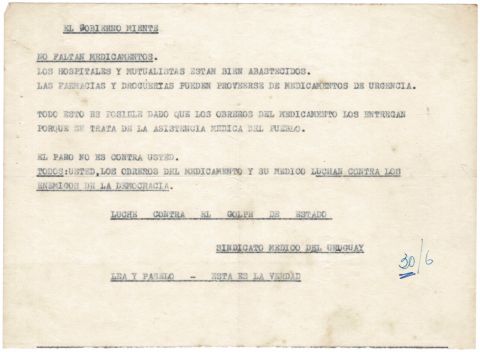 EL GOBIERNO MIENTE
NO FALTAN MEDICAMENTOS.
LOS HOSPITALES Y MUTUALISTAS ESTAN BIEN ABASTECIDOS.
LAS FARMACIAS Y DROGUERIAS PUEDEN PROVEERSE DE MEDICAMENTOS DE URGENCIA.
TODO ESTO ES POSIBLE DADO QUE LOS OBREROS DEL MEDICAMENTO LOS ENTREGAN
PORQUE SE TRATA DE LA ASISTENCIA MEDICA DEL PUEBLO.
EL PARO NO ES CONTRA USTED.
TODOS:USTED,LOS OBREROS DEL MEDICAMENTO Y SU MEDICO LUCHAN CONTRA LOS
ENEMIGOS DE LA DEMOCRACIA.
LUCHE CONTRA EL GOLPE DE ESTADO
SINDICATO MEDICO DEL URUGUAY
30/6
LEA Y PASELO - ESTA ES LA VERDAD